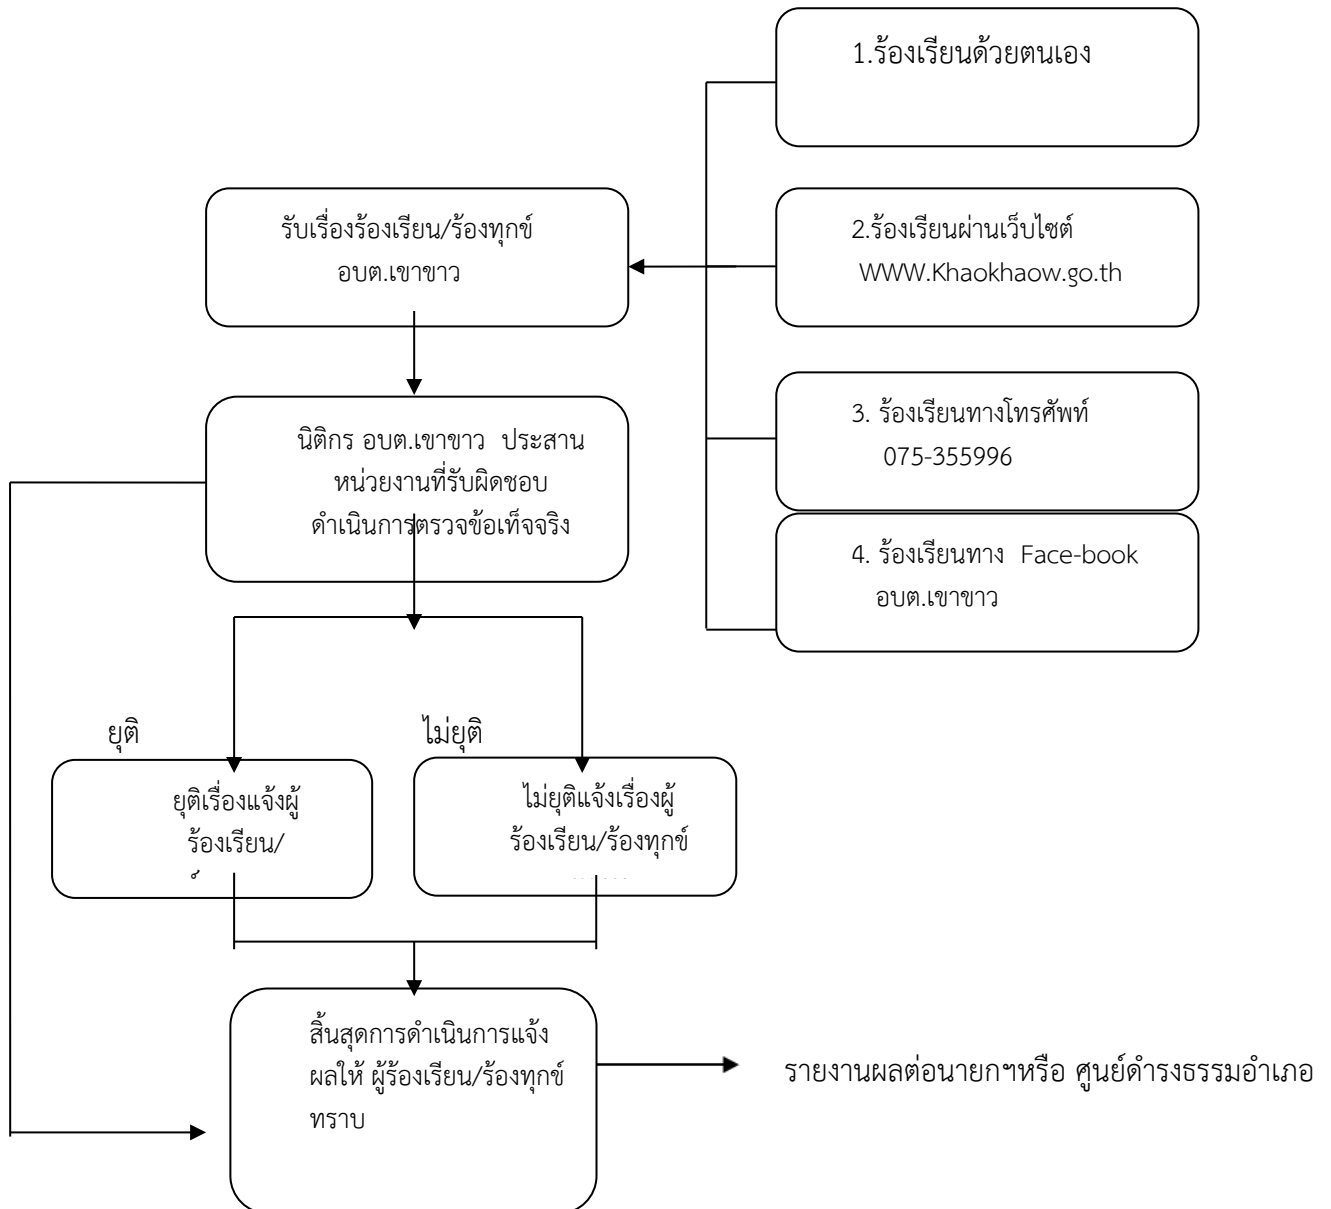 1.ร้องเรียนด้วยตนเอง
รับเรื่องร้องเรียน/ร้องทุกข์
อบต.เขาขาว
2.ร้องเรียนผ่านเว็บไซต์
WWW.Khaokhaow.go.th
3. ร้องเรียนทางโทรศัพท์
075-355996
นิติกร อบต.เขาขาว ประสาน
หน่วยงานที่รับผิดชอบ
ดำเนินการตรวจข้อเท็จจริง
4. ร้องเรียนทาง Face-book
อบต.เขาขาว
ยุติ
ไม่ยุติ
ยุติเรื่องแจ้งผู้
ร้องเรียน/
ไม่ยุติแจ้งเรื่องผู้
ร้องเรียน/ร้องทุกข์
สิ้นสุดการดำเนินการแจ้ง
ผลให้ ผู้ร้องเรียน/ร้องทุกข์
ทราบ
รายงานผลต่อนายกฯหรือ ศูนย์ดำรงธรรมอำเภอ